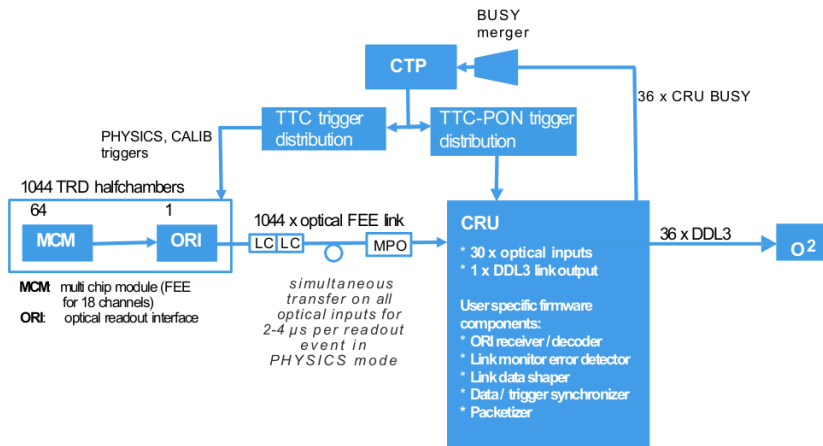 BUSY
merger
CTP
36 x CRU BUSY
TTC trigger
distribution
TTC-PON trigger
distribution
PHYSICS, CALIB
triggers
1044 TRD halfchambers
64
1
MCM
ORI
1044 x optical FEE link
LC
LC
MPO
CRU
* 30 x optical inputs
* 1 x DDL3 link output
User specific firmware
components:
* ORI receiver / decoder
* Link monitor error detector
* Link data shaper
* Data / trigger synchronizer
* Packetizer
36 x DDL3
O²
MCM: multi chip module (FEE
for 18 channels)
ORI: optical readout interface
simultaneous
transfer on all
optical inputs for
2-4 µs per readout
event in
PHYSICS mode